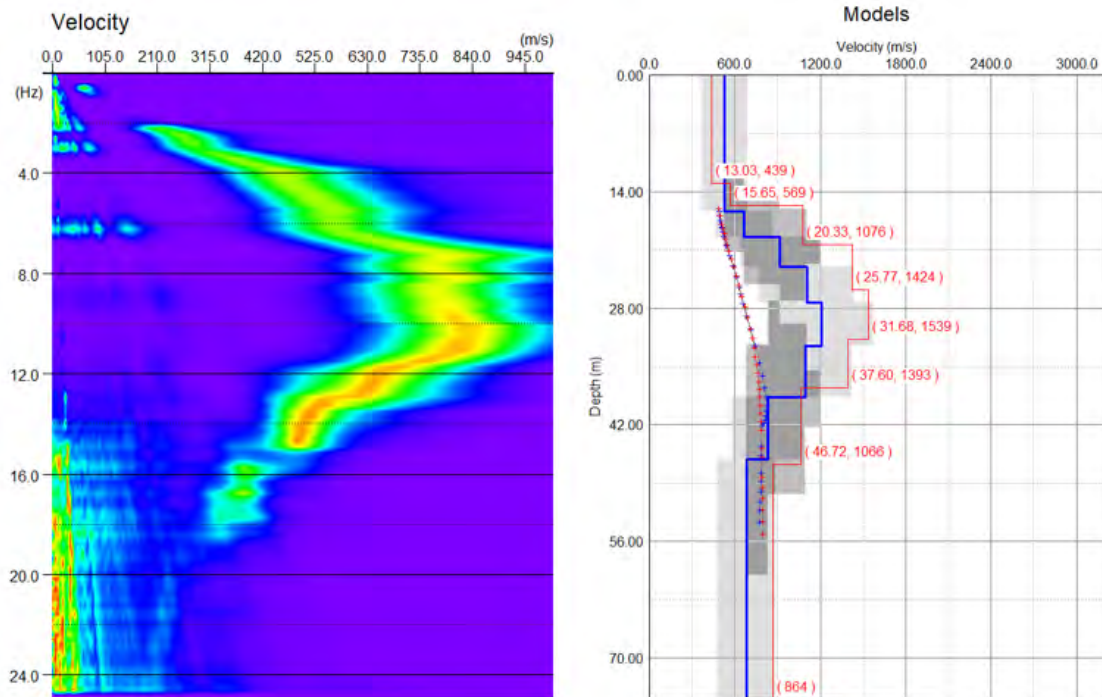 Velocity
(m/s)
0.0 105.0 210.0 315.0 420.0 525.0 630.0 735.0 840.0 945.0
(Hz)
4.0
8.0
12.0
16.0
20.0
24.0
Models
Velocity (m/s)
0.0 600.0 1200.0 1800.0 2400.0 3000.0
0.00
14.00
28.00
Depth (m)
42.00
56.00
70.00
( 13.03, 439 )
( 15.65, 569 )
( 20.33, 1076 )
( 25.77, 1424 )
( 31.68, 1539 )
( 37.60, 1393 )
( 46.72, 1066 )
( 864 )